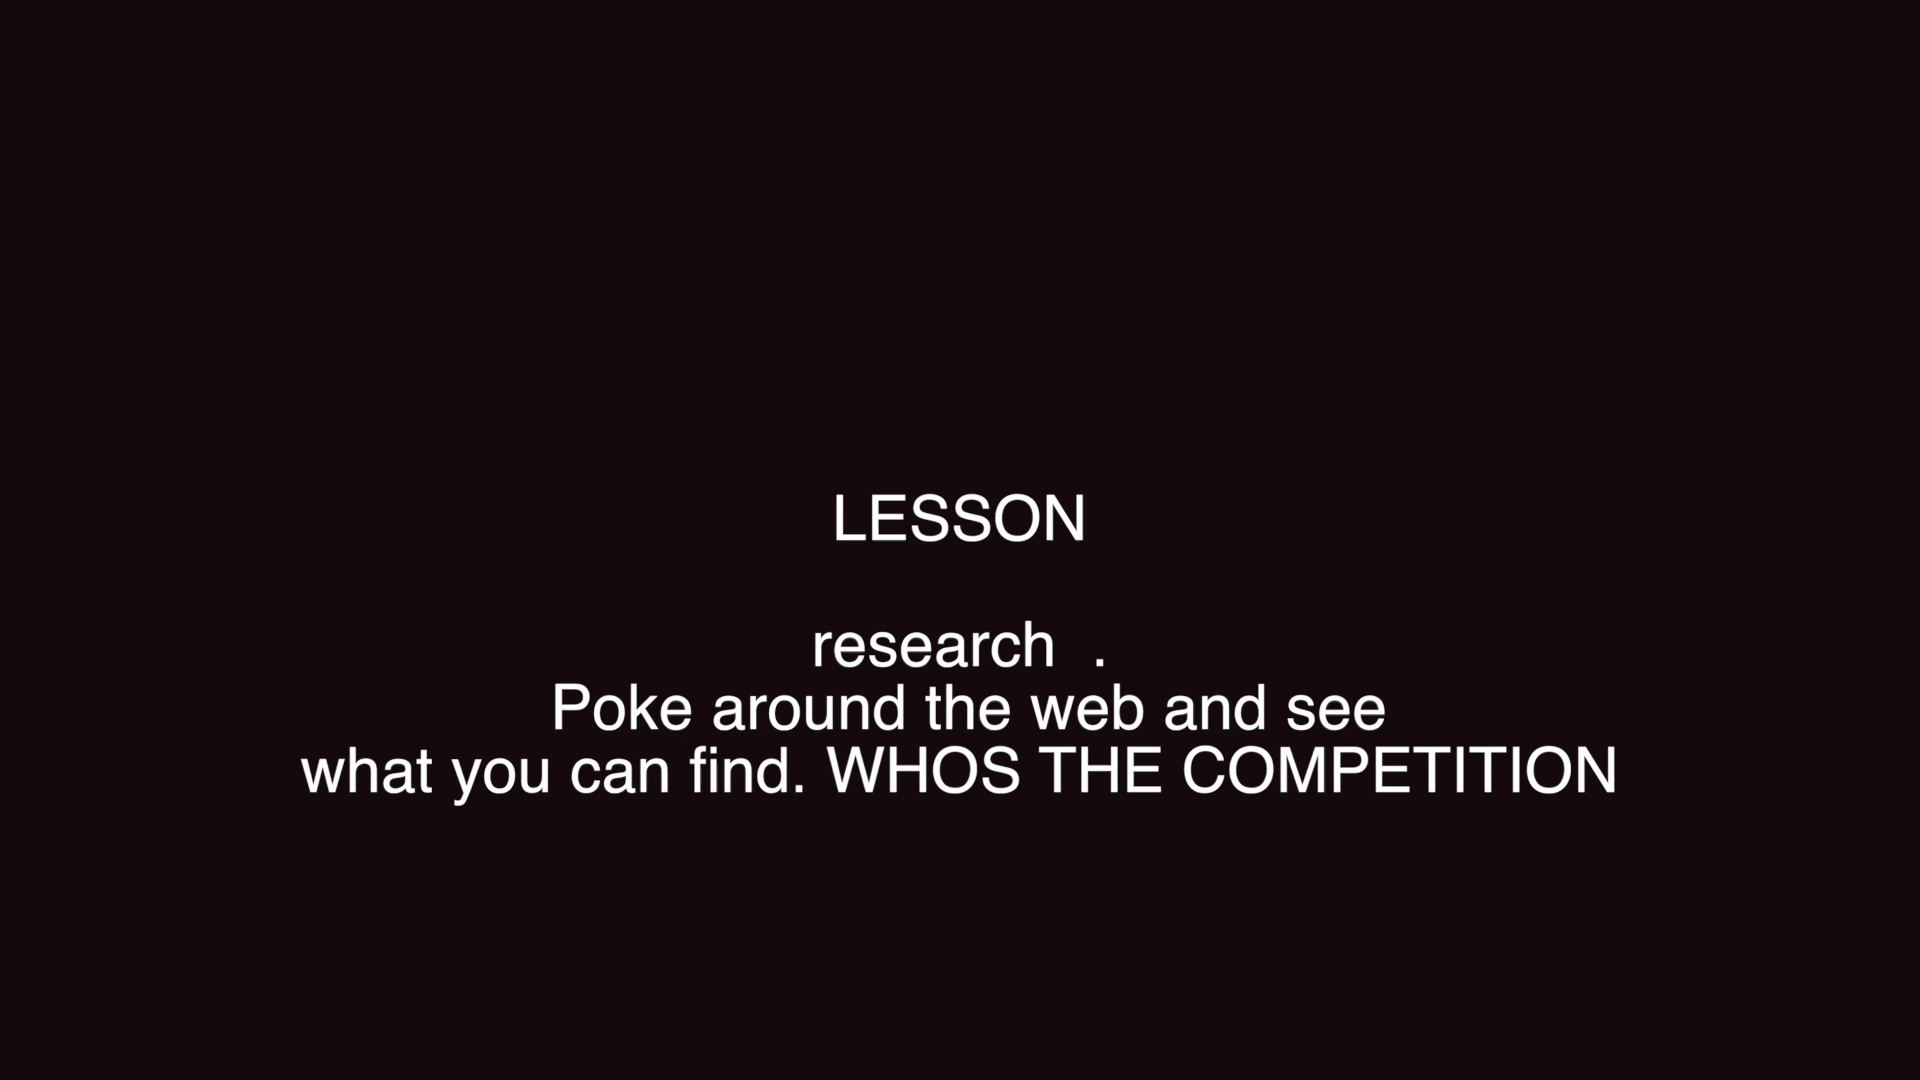 LESSON
research  .
Poke around the web and see
what you can find. WHOS THE COMPETITION